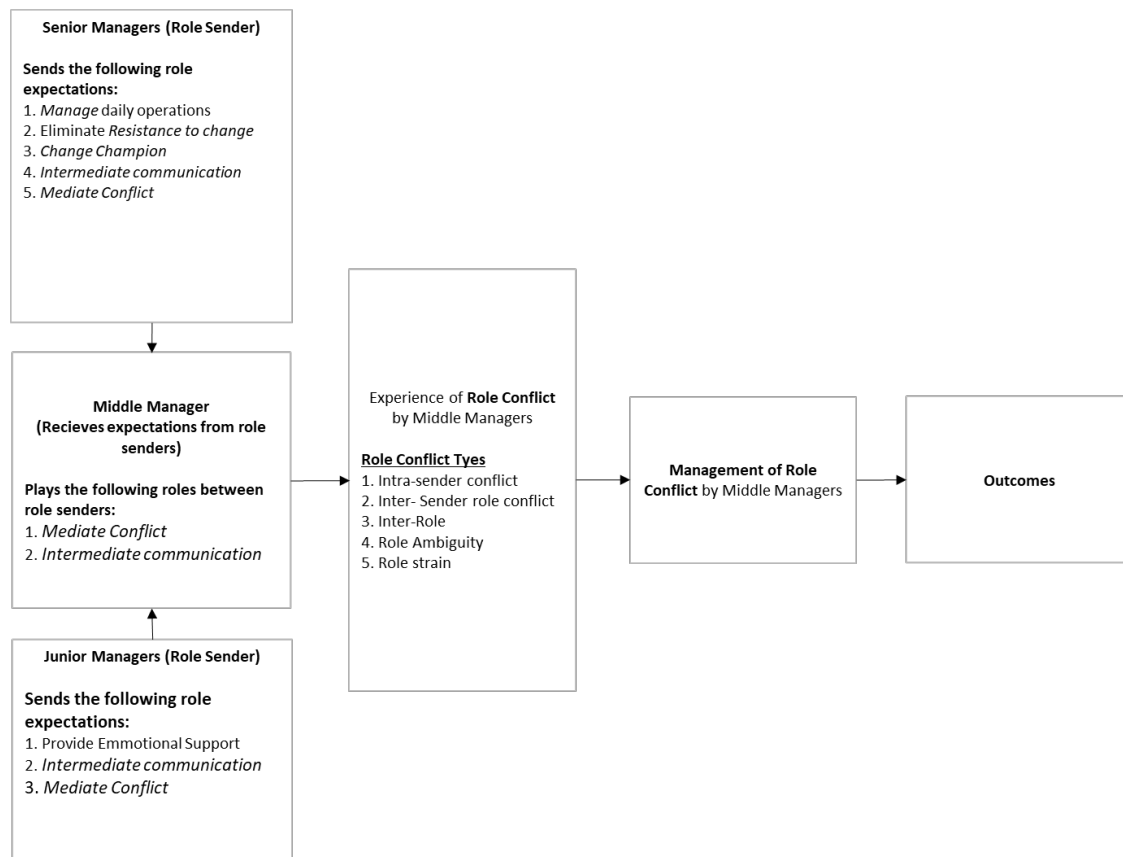 Senior Managers (Role Sender)
Sends the following role
expectations:
1. Manage daily operations
2. Eliminate Resistance to change
3. Change Champion
4. Intermediate communication
5. Mediate Conflict
Middle Manager
(Recieves expectations from role
senders)
Plays the following roles between
role senders:
1. Mediate Conflict
2. Intermediate communication
Junior Managers (Role Sender)
Sends the following role
expectations:
1. Provide Emmotional Support
2. Intermediate communication
3. Mediate Conflict
Experience of Role Conflict
by Middle Managers
Role Conflict Tyes
1. Intra-sender conflict
2. Inter- Sender role conflict
3. Inter-Role
4. Role Ambiguity
5. Role strain
Management of Role
Conflict by Middle Managers
Outcomes